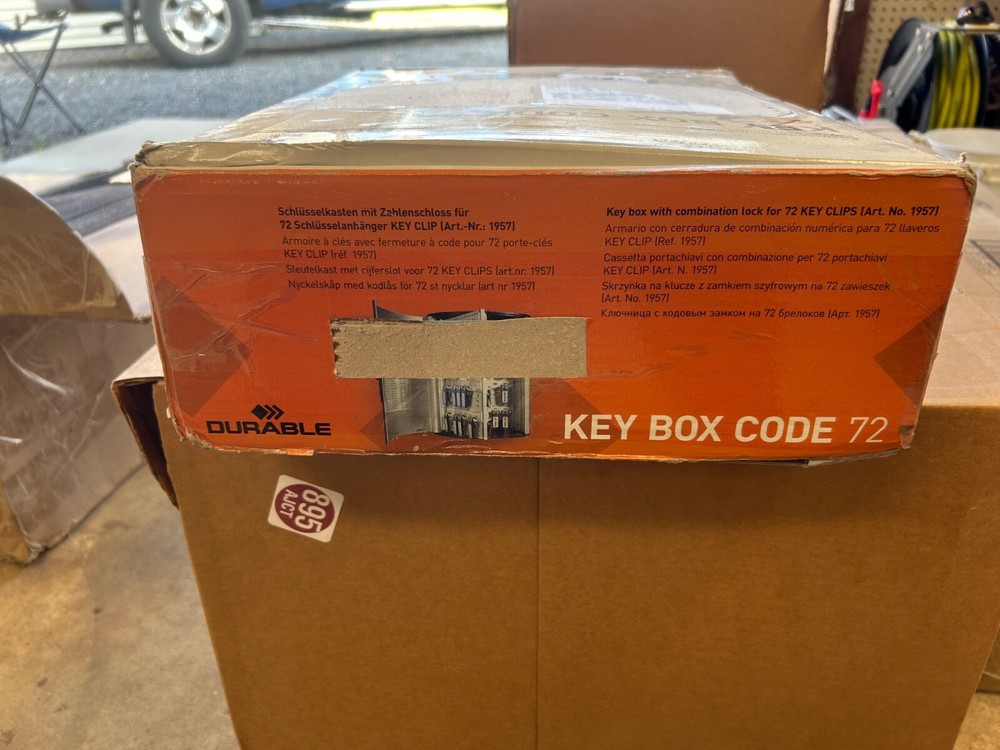 Schlüsselkasten mit Zahlenschloss für
72 Schlüsselanhänger KEY CLIP (Art.-Nr.: 1957)
Armoire à clés avec fermeture à code pour 72 porte-clés
KEY CLIP (réf. 1957)
Sleutelkast met cijferslot voor 72 KEY CLIPS (art.nr. 1957)
Nyckelskåp med kodlås för 72 st nycklar (art nr 1957)
Key box with combination lock for 72 KEY CLIPS (Art. No. 1957)
Armario con cerradura de combinación numérica para 72 llaveros
KEY CLIP (Ref. 1957)
Cassetta portachiavi con combinazione per 72 portachiavi
KEY CLIP (Art. N. 1957)
Skrzynka na klucze z zamkiem szyfrowym na 72 zawieszek
(Art. No. 1957)
Ключница с кодовым замком на 72 брелоков (Арт. 1957)
DURABLE
KEY BOX CODE 72
895
AJCT